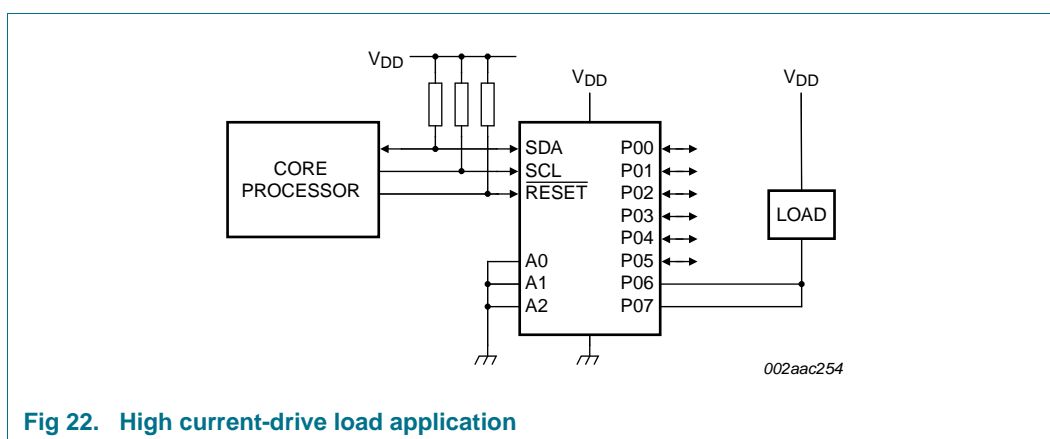 VDD
VDD
VDD
CORE
PROCESSOR
SDA
SCL
RESET
A0
A1
A2
P00
P01
P02
P03
P04
P05
P06
P07
LOAD
002aac254
Fig 22. High current-drive load application